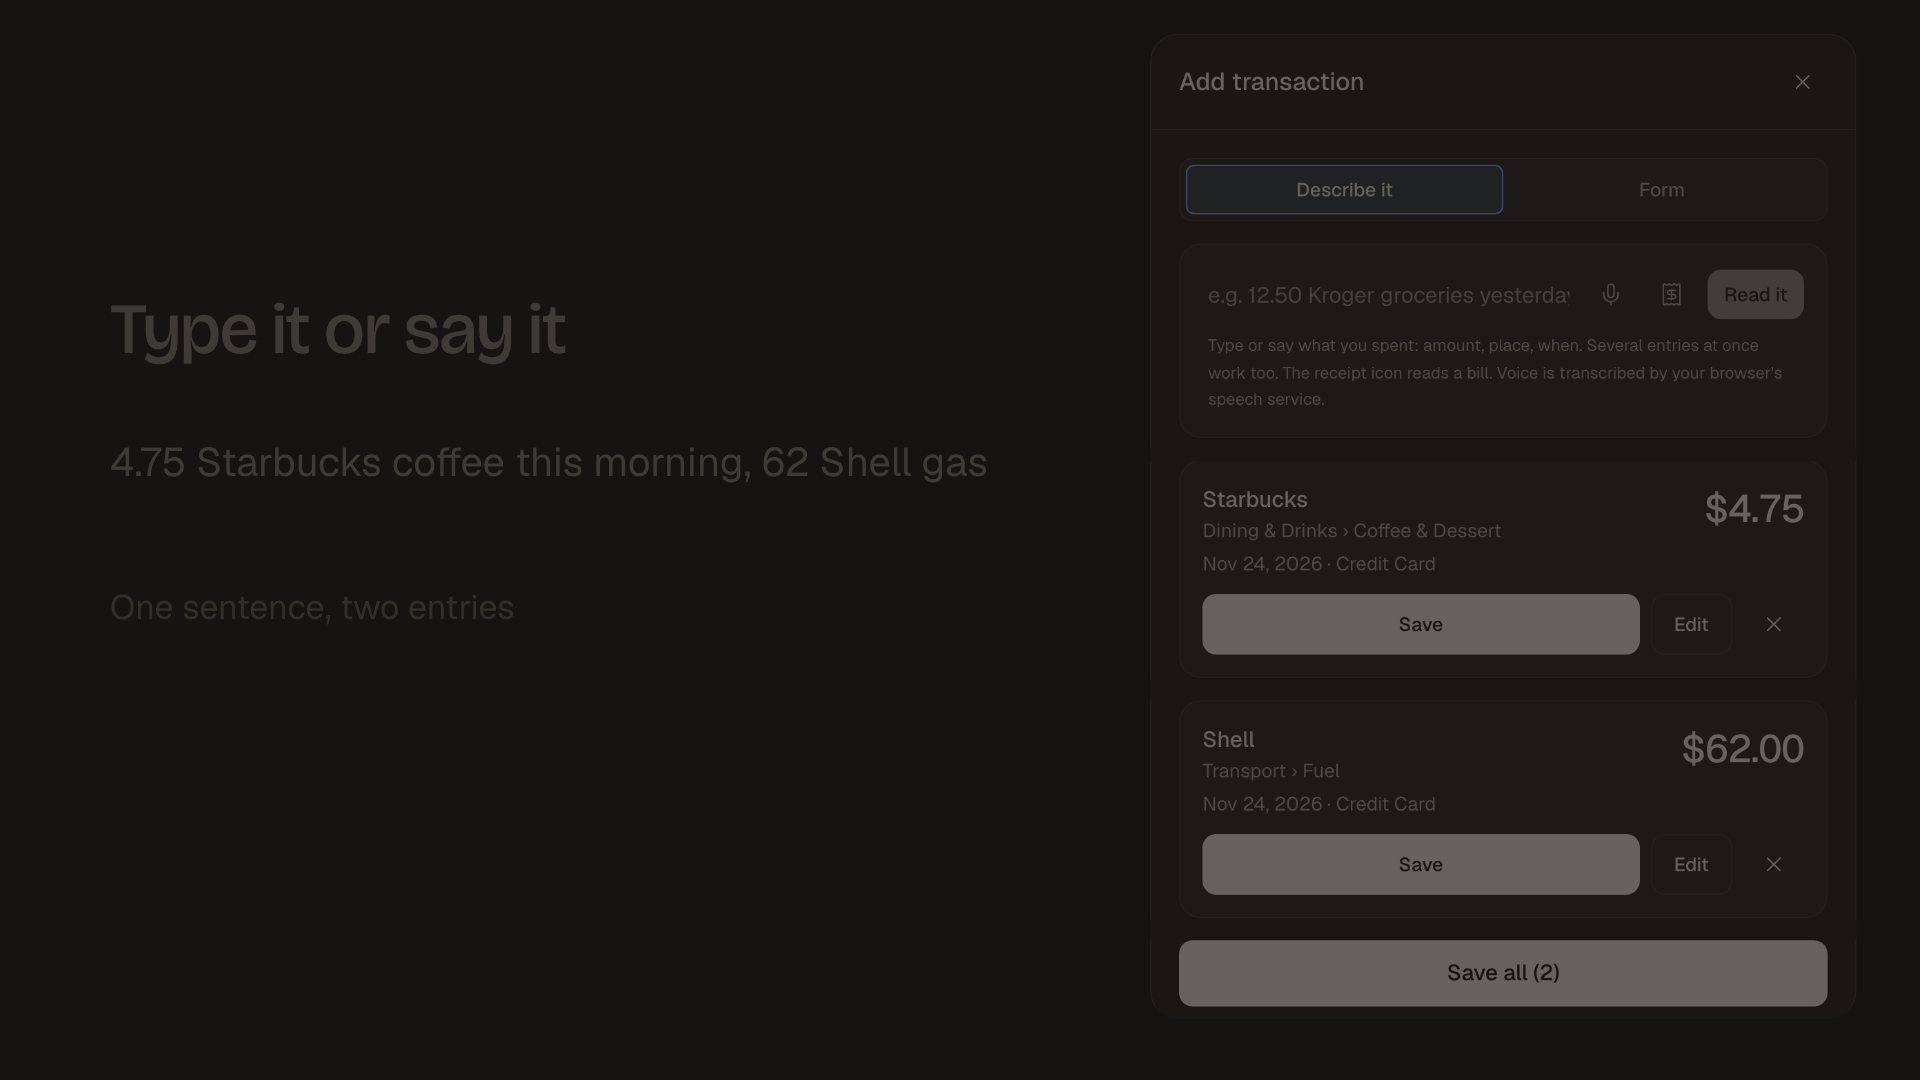 Type it or say it
4.75 Starbucks coffee this morning, 62 Shell gas
One sentence, two entries
Add transaction
Describe it
Form
e.g. 12.50 Kroger groceries yesterday
Read it
Type or say what you spent: amount, place, when. Several entries at once
work too. The receipt icon reads a bill. Voice is transcribed by your browser's
speech service.
Starbucks
$4.75
Dining & Drinks › Coffee & Dessert
Nov 24, 2026 · Credit Card
Save
Edit
Shell
$62.00
Transport › Fuel
Nov 24, 2026 · Credit Card
Save
Edit
Save all (2)